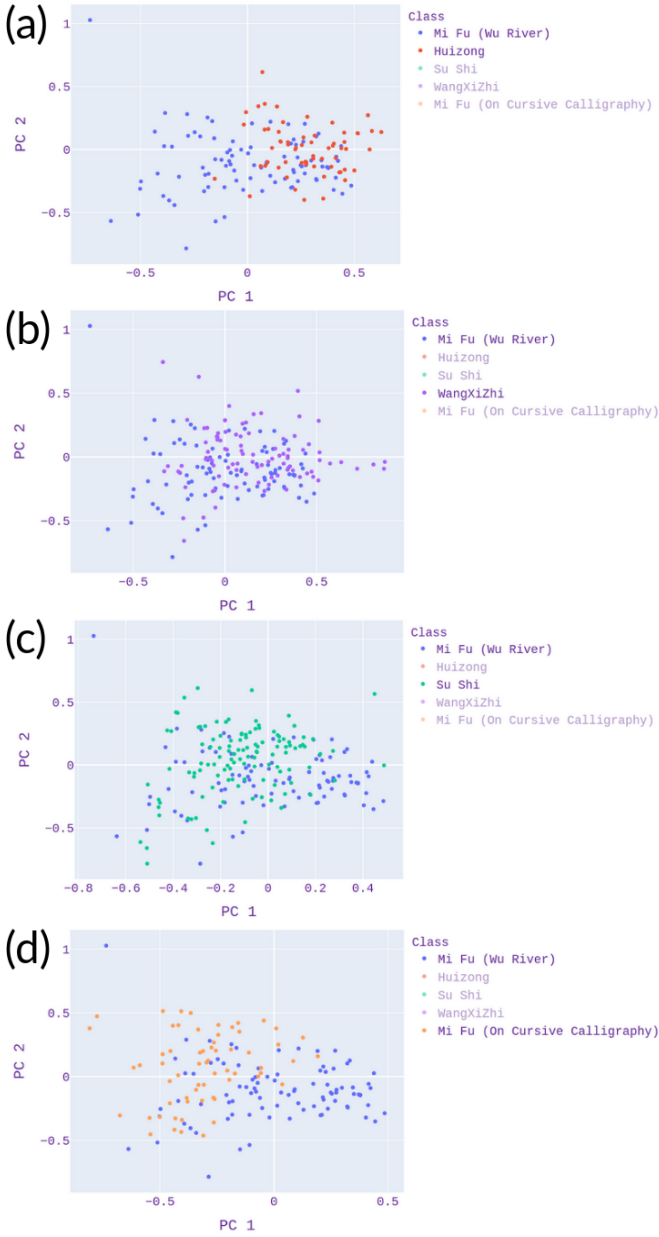 (a)
Class
Mi Fu (Wu River)
Huizong
Su Shi
WangXiZhi
Mi Fu (On Cursive Calligraphy)
1
0.5
0
−0.5
PC 2
−0.5
0
0.5
PC 1
(b)
Class
Mi Fu (Wu River)
Huizong
Su Shi
WangXiZhi
Mi Fu (On Cursive Calligraphy)
1
0.5
0
−0.5
PC 2
−0.5
0
0.5
PC 1
(c)
Class
Mi Fu (Wu River)
Huizong
Su Shi
WangXiZhi
Mi Fu (On Cursive Calligraphy)
1
0.5
0
−0.5
PC 2
−0.8
−0.6
−0.4
−0.2
0
0.2
0.4
PC 1
(d)
Class
Mi Fu (Wu River)
Huizong
Su Shi
WangXiZhi
Mi Fu (On Cursive Calligraphy)
1
0.5
0
−0.5
PC 2
−0.5
0
0.5
PC 1